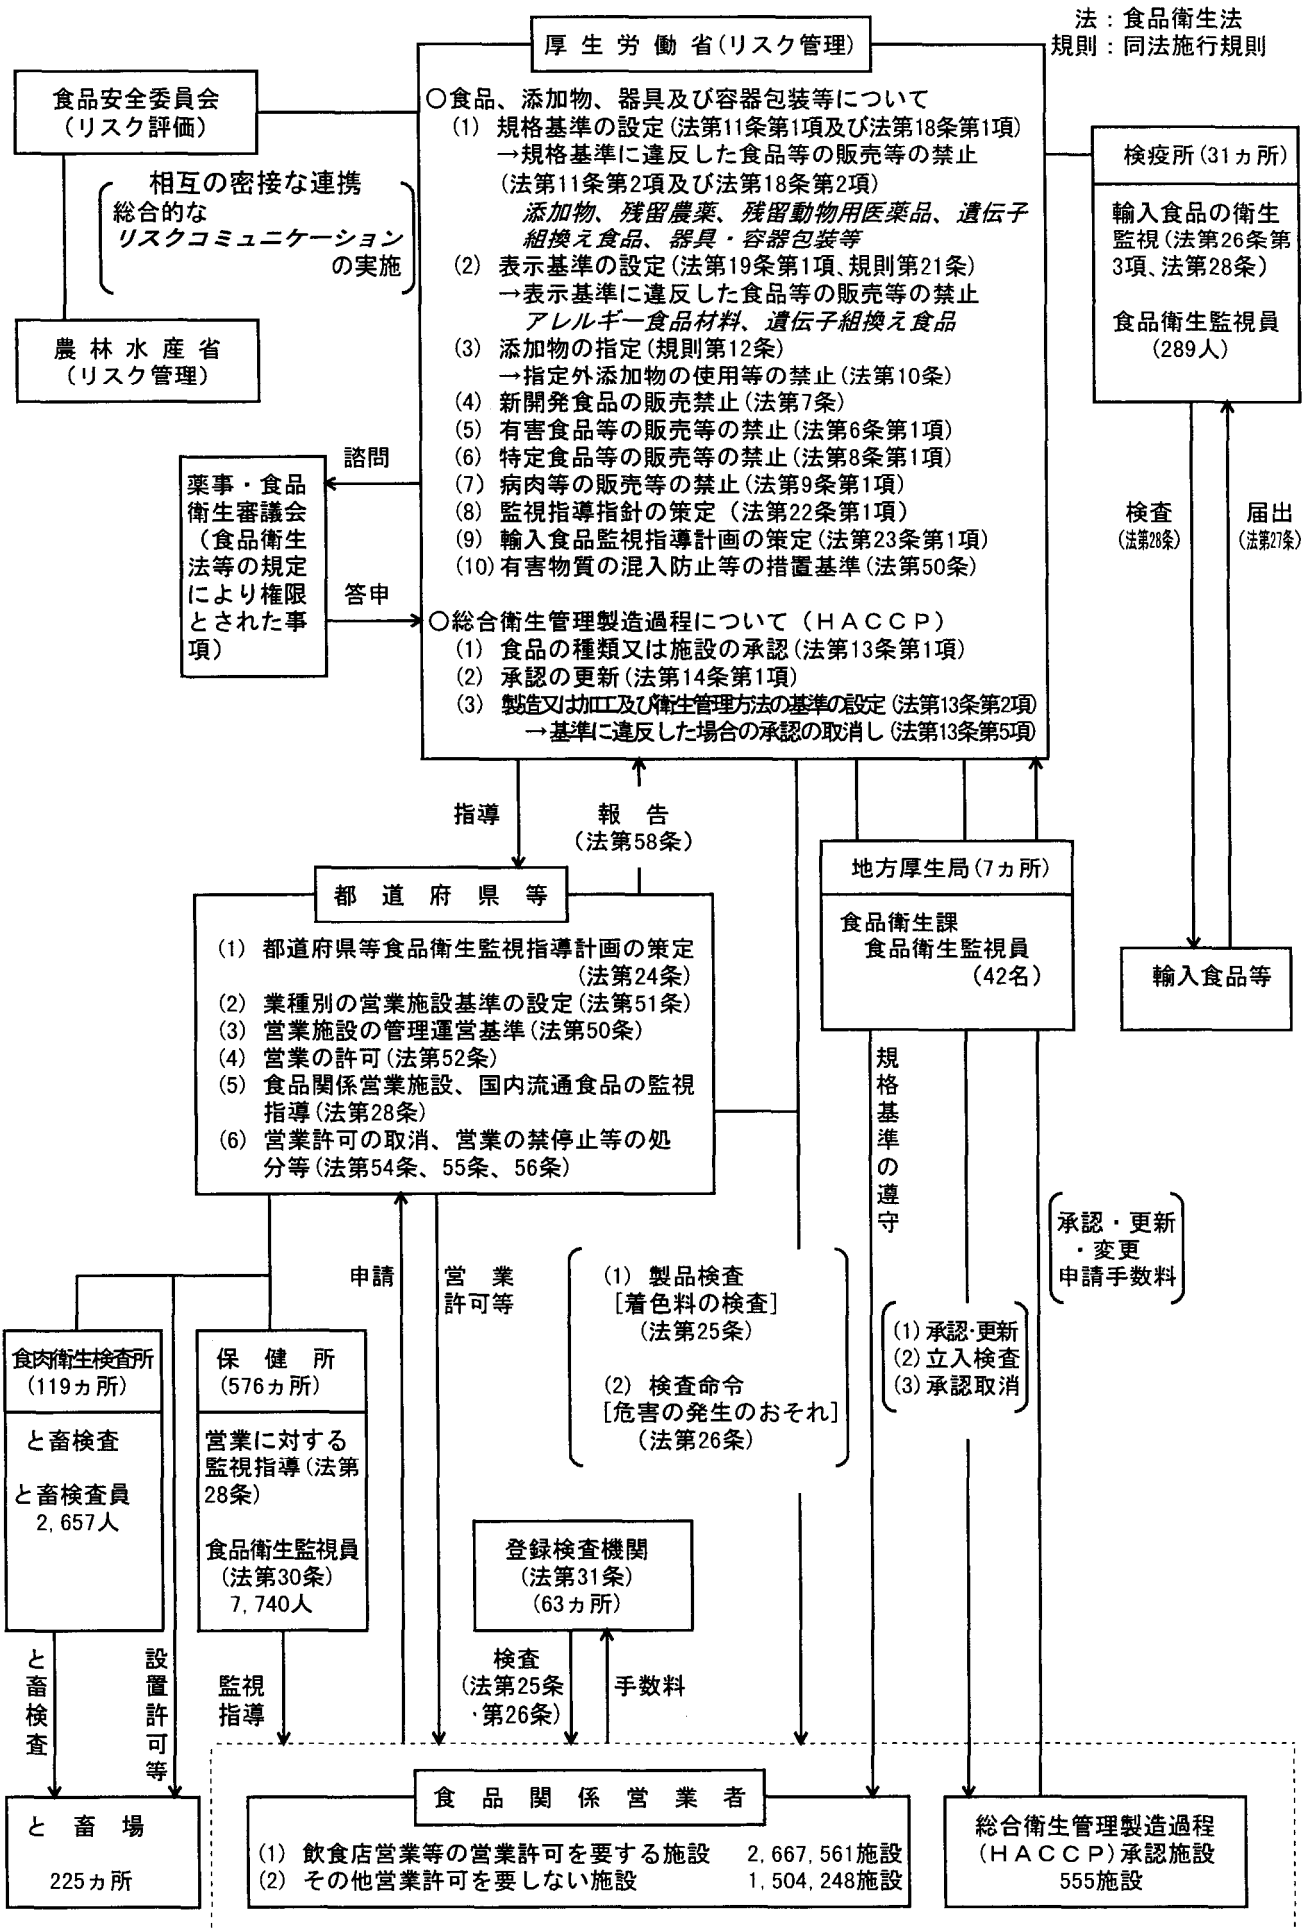 法：食品衛生法
規則：同法施行規則
厚生労働省(リスク管理)
食品安全委員会
(リスク評価)
相互の密接な連携
総合的な
リスクコミュニケーション
の実施
農林水産省
(リスク管理)
○食品、添加物、器具及び容器包装等について
(1) 規格基準の設定(法第11条第1項及び法第18条第1項)
→規格基準に違反した食品等の販売等の禁止
(法第11条第2項及び法第18条第2項)
添加物、残留農薬、残留動物用医薬品、遺伝子
組換え食品、器具・容器包装等
(2) 表示基準の設定(法第19条第1項、規則第21条)
→表示基準に違反した食品等の販売等の禁止
アレルギー食品材料、遺伝子組換え食品
(3) 添加物の指定(規則第12条)
→指定外添加物の使用等の禁止(法第10条)
(4) 新開発食品の販売禁止(法第7条)
(5) 有害食品等の販売等の禁止(法第6条第1項)
(6) 特定食品等の販売等の禁止(法第8条第1項)
(7) 病肉等の販売等の禁止(法第9条第1項)
(8) 監視指導指針の策定（法第22条第1項）
(9) 輸入食品監視指導計画の策定(法第23条第1項)
(10)有害物質の混入防止等の措置基準(法第50条)
○総合衛生管理製造過程について（ＨＡＣＣＰ）
(1) 食品の種類又は施設の承認(法第13条第1項)
(2) 承認の更新(法第14条第1項)
(3) 製造又は加工及び衛生管理方法の基準の設定(法第13条第2項)
→基準に違反した場合の承認の取消し(法第13条第5項)
諮問
答申
薬事・食品
衛生審議会
（食品衛生
法等の規定
により権限
とされた事
項）
検疫所(31ヵ所)
輸入食品の衛生
監視(法第26条第
3項、法第28条)
食品衛生監視員
(289人)
検査
(法第28条)
届出
(法第27条)
輸入食品等
指導
報告
(法第58条)
都道府県等
(1) 都道府県等食品衛生監視指導計画の策定
(法第24条)
(2) 業種別の営業施設基準の設定(法第51条)
(3) 営業施設の管理運営基準(法第50条)
(4) 営業の許可(法第52条)
(5) 食品関係営業施設、国内流通食品の監視
指導(法第28条)
(6) 営業許可の取消、営業の禁停止等の処
分等(法第54条、55条、56条)
地方厚生局(7ヵ所)
食品衛生課
食品衛生監視員
(42名)
規格基準の遵守
承認・更新
・変更
申請手数料
(1)承認・更新
(2)立入検査
(3)承認取消
申請
営業
許可等
(1) 製品検査
[着色料の検査]
(法第25条)
(2) 検査命令
[危害の発生のおそれ]
(法第26条)
食肉衛生検査所
(119ヵ所)
と畜検査
と畜検査員
2,657人
保健所
(576ヵ所)
営業に対する
監視指導(法第
28条)
食品衛生監視員
(法第30条)
7,740人
登録検査機関
(法第31条)
(63ヵ所)
と畜検査
設置許可等
監視
指導
検査
(法第25条
・第26条)
手数料
と畜場
225ヵ所
食品関係営業者
(1) 飲食店営業等の営業許可を要する施設 2,667,561施設
(2) その他営業許可を要しない施設 1,504,248施設
総合衛生管理製造過程
(ＨＡＣＣＰ)承認施設
555施設